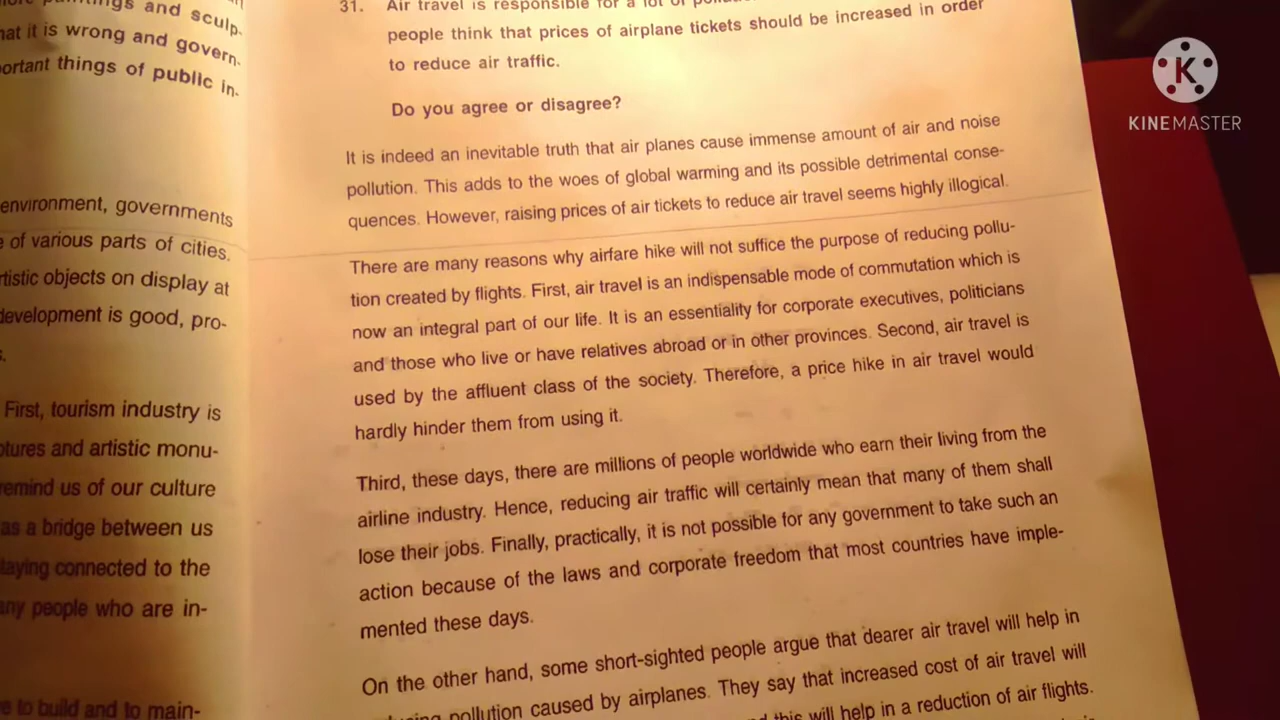 ngs and sculp-
hat it is wrong and govern-
portant things of public in-
environment, governments
e of various parts of cities.
rtistic objects on display at
development is good, pro-
s.
First, tourism industry is
ptures and artistic monu-
remind us of our culture
as a bridge between us
taying connected to the
any people who are in-
e to build and to main-
31. Air travel is responsible for a lot of
people think that prices of airplane tickets should be increased in order
to reduce air traffic.
Do you agree or disagree?
It is indeed an inevitable truth that air planes cause immense amount of air and noise
pollution. This adds to the woes of global warming and its possible detrimental conse-
quences. However, raising prices of air tickets to reduce air travel seems highly illogical.
There are many reasons why airfare hike will not suffice the purpose of reducing pollu-
tion created by flights. First, air travel is an indispensable mode of commutation which is
now an integral part of our life. It is an essentiality for corporate executives, politicians
and those who live or have relatives abroad or in other provinces. Second, air travel is
used by the affluent class of the society. Therefore, a price hike in air travel would
hardly hinder them from using it.
Third, these days, there are millions of people worldwide who earn their living from the
airline industry. Hence, reducing air traffic will certainly mean that many of them shall
lose their jobs. Finally, practically, it is not possible for any government to take such an
action because of the laws and corporate freedom that most countries have imple-
mented these days.
On the other hand, some short-sighted people argue that dearer air travel will help in
pollution caused by airplanes. They say that increased cost of air travel will
this will help in a reduction of air flights.
K
KINEMASTER